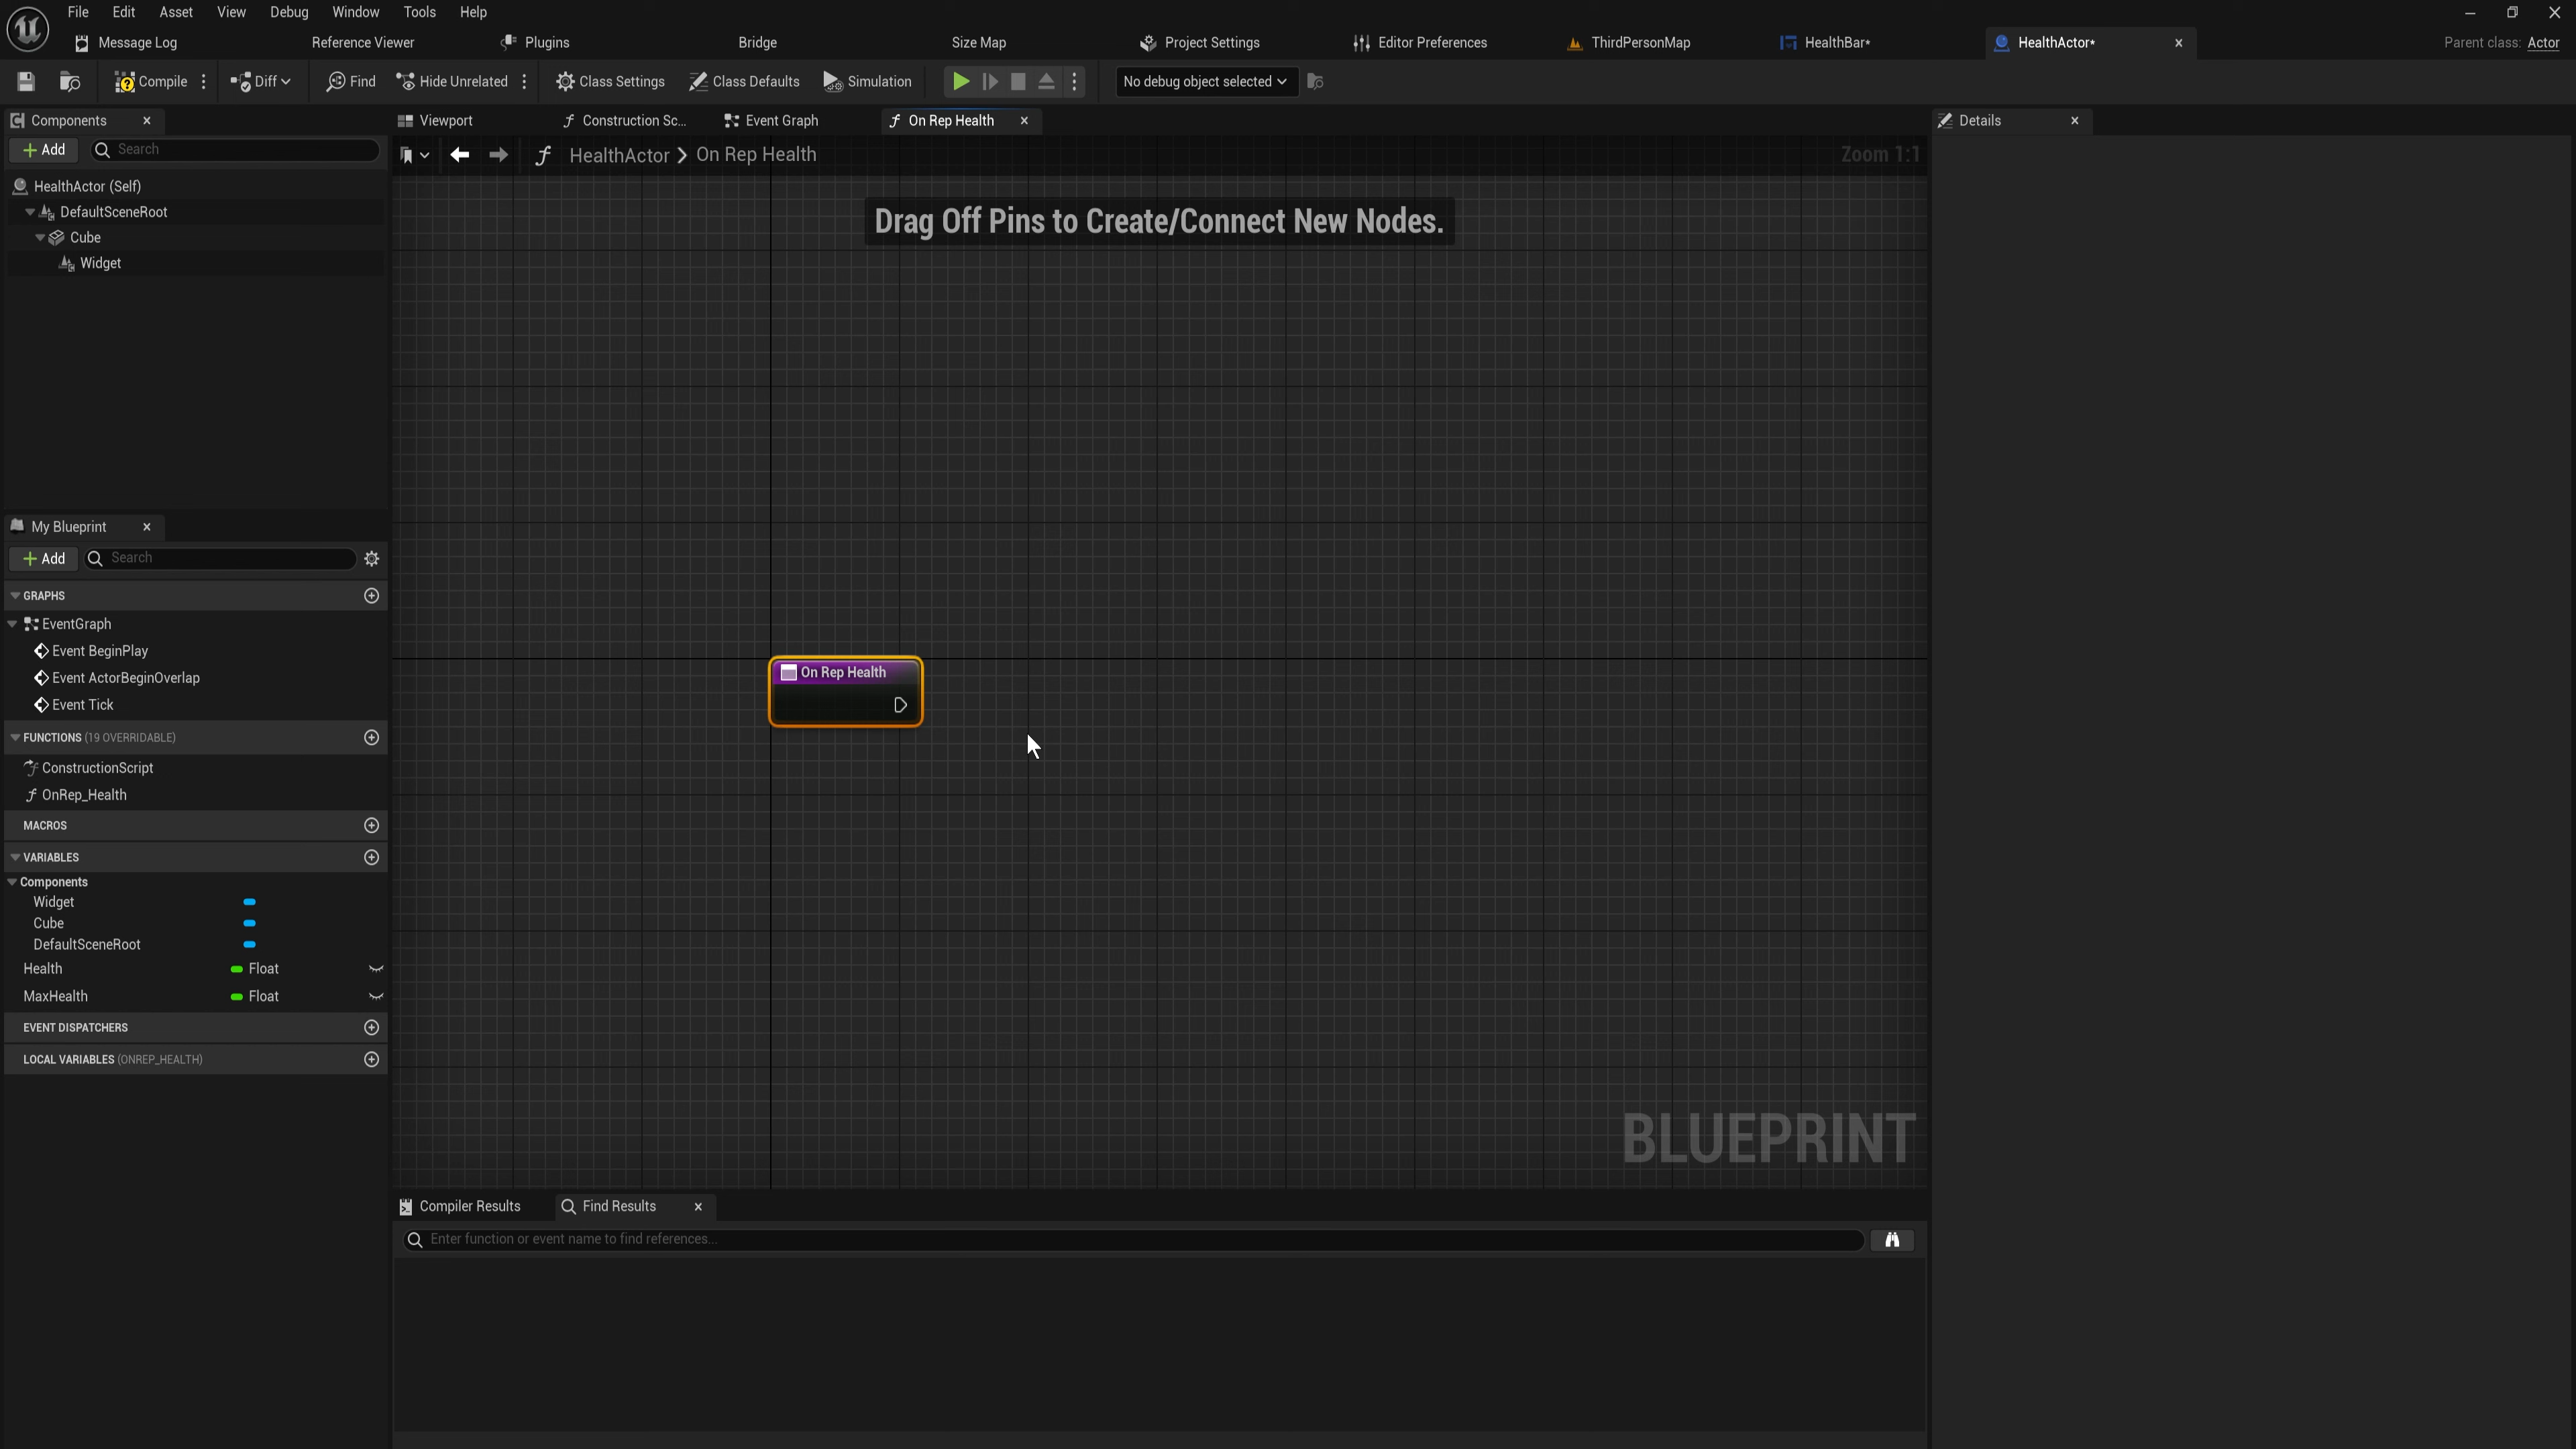 File Edit Asset View Debug Window Tools Help
Message Log Reference Viewer Plugins Bridge Size Map Project Settings Editor Preferences ThirdPersonMap HealthBar* HealthActor* Parent class: Actor
Compile Diff Find Hide Unrelated Class Settings Class Defaults Simulation No debug object selected
Components
Add Search
HealthActor (Self)
DefaultSceneRoot
Cube
Widget
My Blueprint
Add Search
GRAPHS
EventGraph
Event BeginPlay
Event ActorBeginOverlap
Event Tick
FUNCTIONS (19 OVERRIDABLE)
ConstructionScript
OnRep_Health
MACROS
VARIABLES
Components
Widget
Cube
DefaultSceneRoot
Health Float
MaxHealth Float
EVENT DISPATCHERS
LOCAL VARIABLES (ONREP_HEALTH)
Viewport Construction Sc... Event Graph On Rep Health
HealthActor > On Rep Health Zoom 1:1
Drag Off Pins to Create/Connect New Nodes.
On Rep Health
BLUEPRINT
Compiler Results Find Results
Enter function or event name to find references...
Details